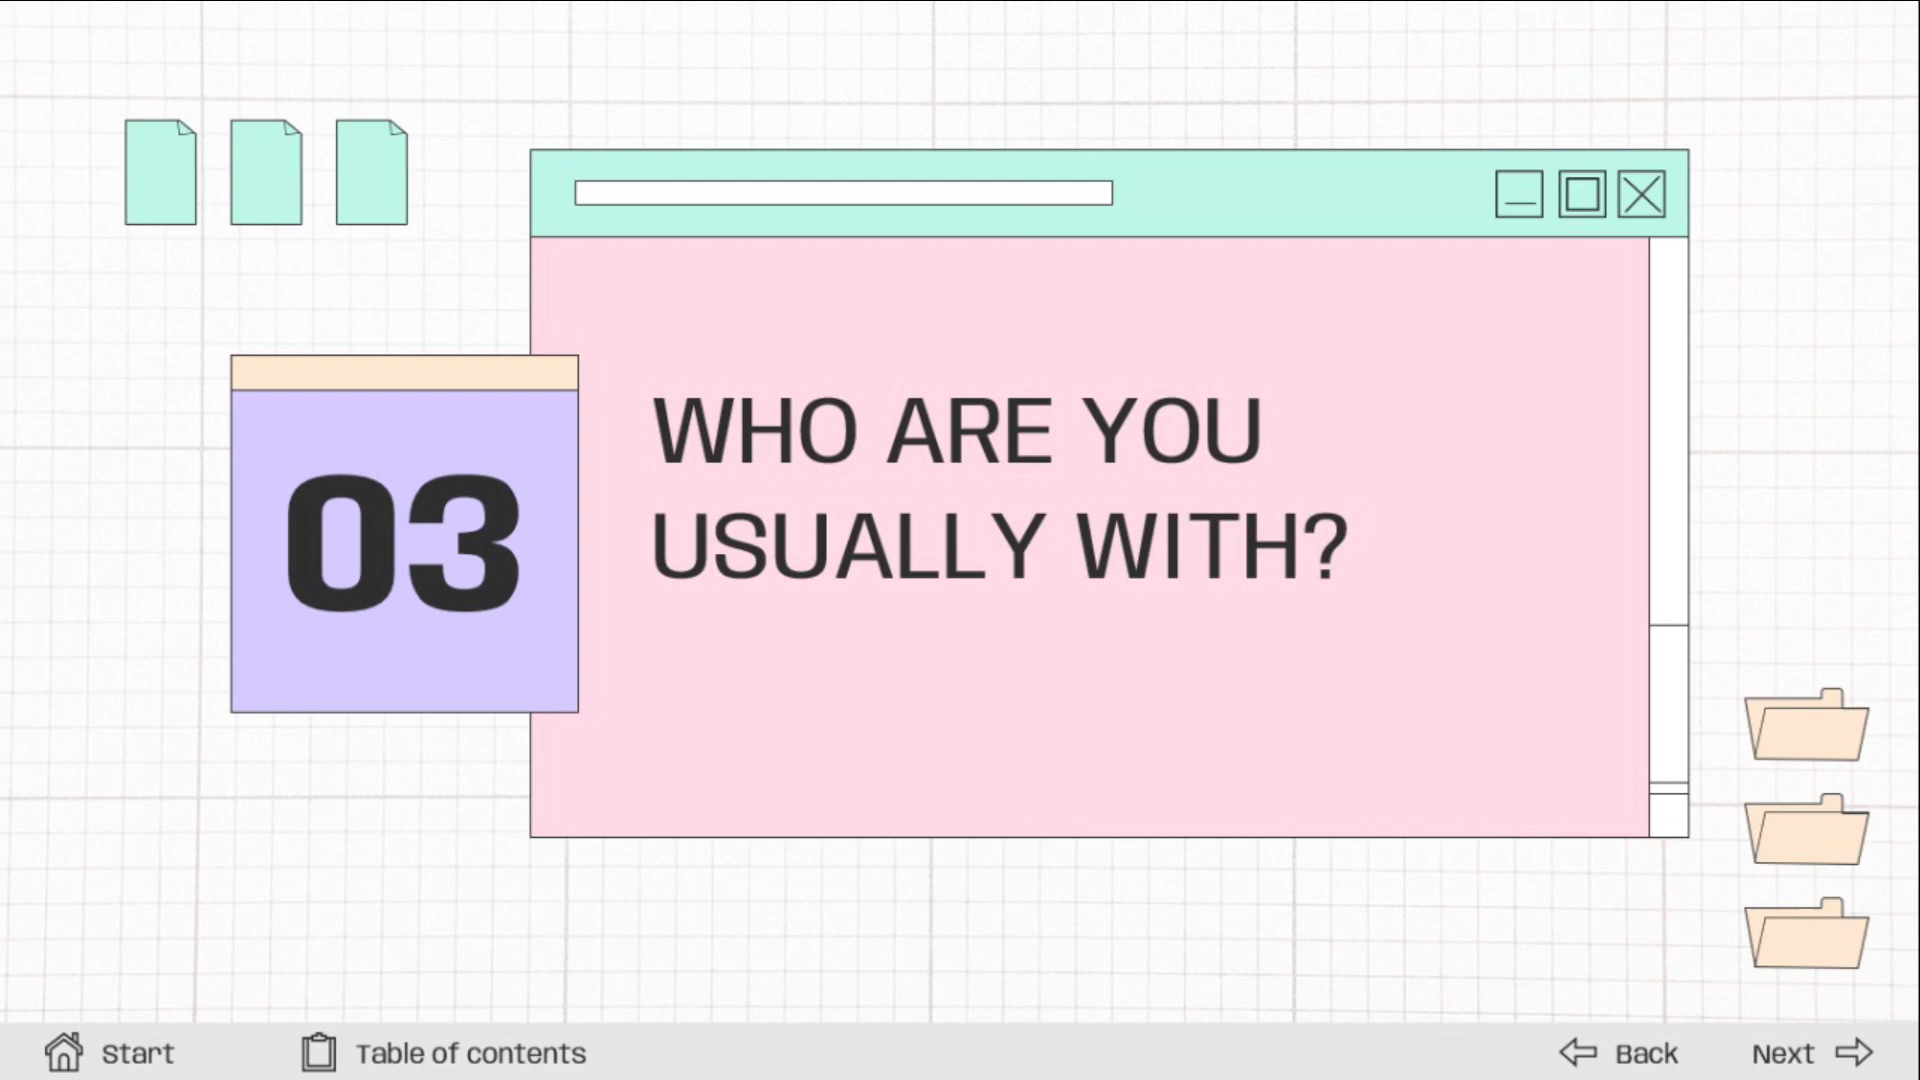 03
WHO ARE YOU
USUALLY WITH?
Start
Table of contents
Back
Next